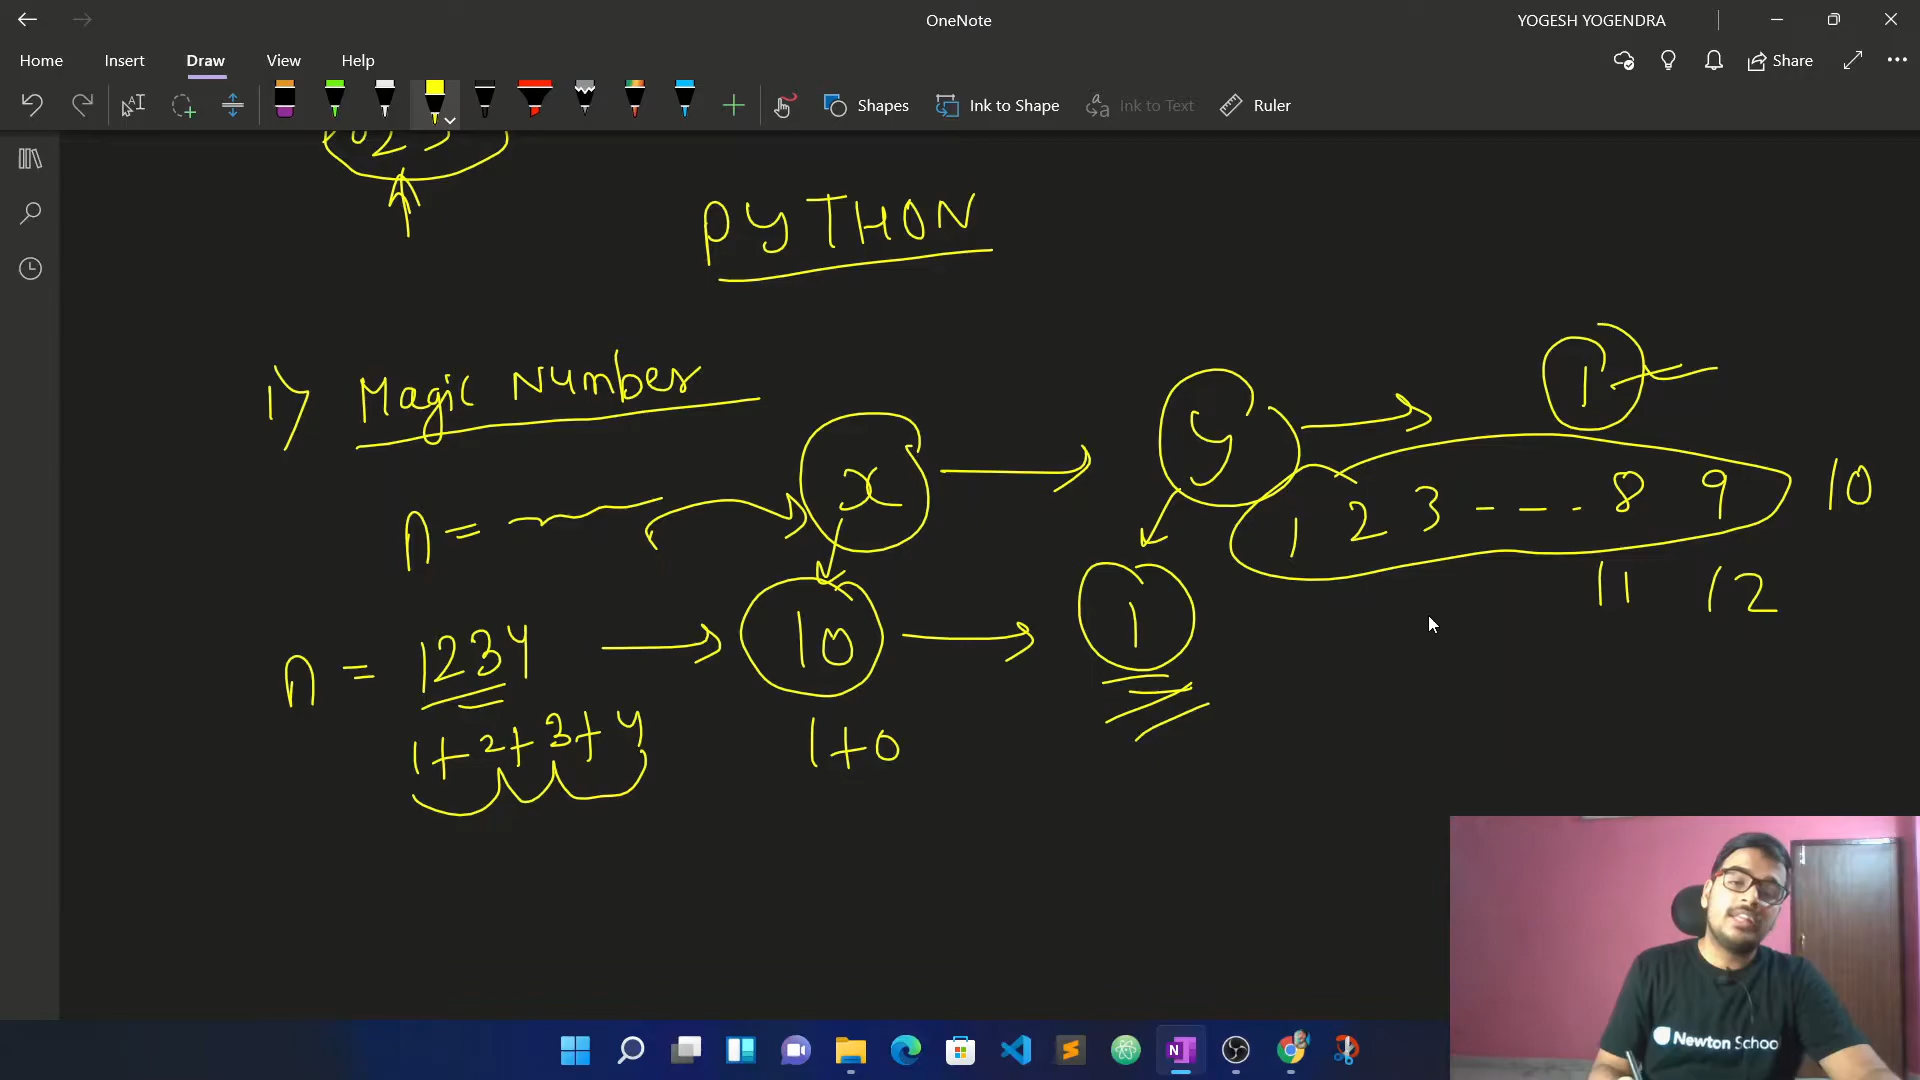 OneNote
YOGESH YOGENDRA
Home Insert Draw View Help
Share
Shapes Ink to Shape Ink to Text Ruler
PYTHON
1) Magic Number
x → y → 1
n =
1 2 3 - - - . 8 9 10
11 12
n = 1234 → 10 → 1
1+2+3+4
1+0
Newton School